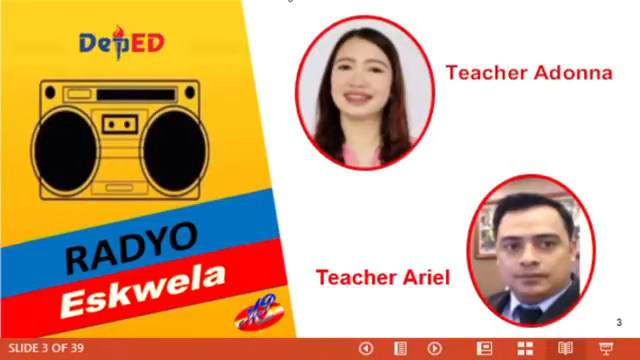 DepED
Teacher Adonna
RADYO
Eskwela
Teacher Ariel
3
SLIDE 3 OF 39